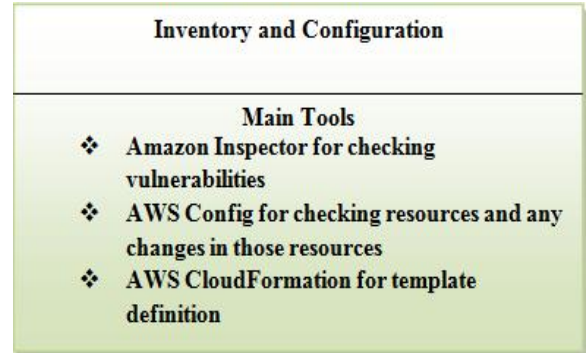 Inventory and Configuration
Main Tools
❖ Amazon Inspector for checking
vulnerabilities
❖ AWS Config for checking resources and any
changes in those resources
❖ AWS CloudFormation for template
definition